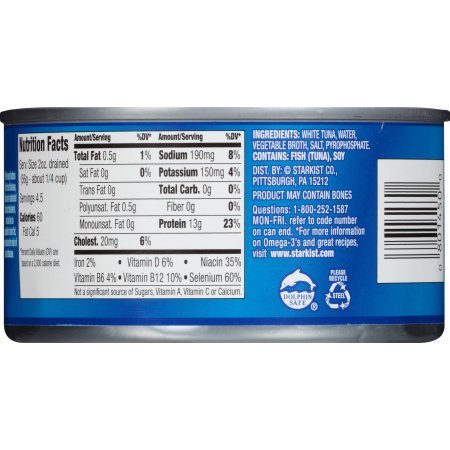 Nutrition Facts
Serv. Size 2oz. drained
(56g - about 1/4 cup)
Servings 4.5
Calories 60
Fat Cal 5
Percent Daily Values (DV) are
based on a 2,000 calorie diet.
Amount/Serving %DV*
Total Fat 0.5g 1%
Sat Fat 0g 0%
Trans Fat 0g
Polyunsat. Fat 0.5g
Monounsat. Fat 0g
Cholest. 20mg 6%
Amount/Serving %DV*
Sodium 190mg 8%
Potassium 150mg 4%
Total Carb. 0g 0%
Fiber 0g 0%
Protein 13g 23%
Iron 2% • Vitamin D 6% • Niacin 35%
Vitamin B6 4% • Vitamin B12 10% • Selenium 60%
Not a significant source of Sugars, Vitamin A, Vitamin C or Calcium.
INGREDIENTS: WHITE TUNA, WATER,
VEGETABLE BROTH, SALT, PYROPHOSPHATE.
CONTAINS: FISH (TUNA), SOY
DIST. BY: © STARKIST CO.,
PITTSBURGH, PA 15212
PRODUCT MAY CONTAIN BONES
Questions: 1-800-252-1587
MON-FRI. refer to code number
on can end. *For more information
on Omega-3's and great recipes,
visit www.starkist.com
DOLPHIN
SAFE
PLEASE
RECYCLE
STEEL